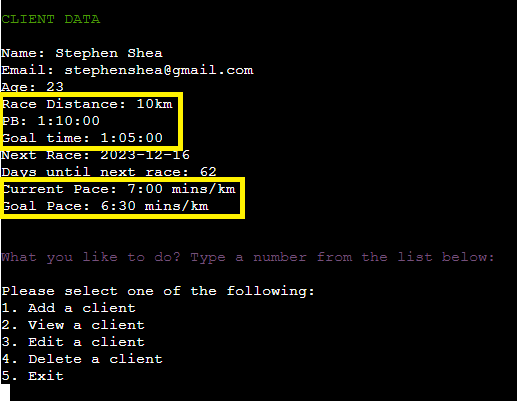 CLIENT DATA
Name: Stephen Shea
Email: stephenshea@gmail.com
Age: 23
Race Distance: 10km
PB: 1:10:00
Goal time: 1:05:00
Next Race: 2023-12-16
Days until next race: 62
Current Pace: 7:00 mins/km
Goal Pace: 6:30 mins/km
What you like to do? Type a number from the list below:
Please select one of the following:
1. Add a client
2. View a client
3. Edit a client
4. Delete a client
5. Exit